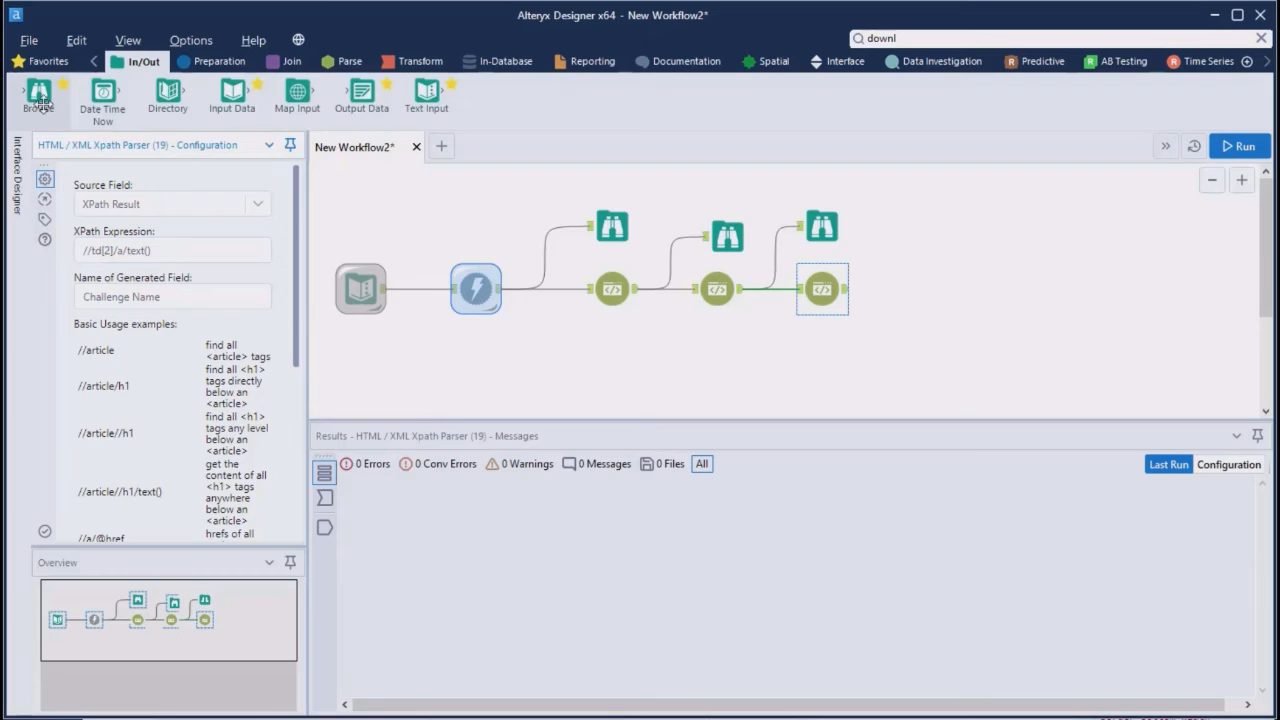 Alteryx Designer x64 - New Workflow2*
File Edit View Options Help
downl
Favorites In/Out Preparation Join Parse Transform In-Database Reporting Documentation Spatial Interface Data Investigation Predictive AB Testing Time Series
Date Time Now
Directory
Input Data
Map Input
Output Data
Text Input
Interface Designer
HTML / XML Xpath Parser (19) - Configuration
Source Field:
XPath Result
XPath Expression:
//td[2]/a/text()
Name of Generated Field:
Challenge Name
Basic Usage examples:
//article
find all
<article> tags
//article/h1
find all <h1>
tags directly
below an
<article>
//article//h1
find all <h1>
tags any level
below an
<article>
//article//h1/text()
get the
content of all
<h1> tags
anywhere
below an
<article>
//a/@href
hrefs of all
Overview
New Workflow2*
Run
Results - HTML / XML Xpath Parser (19) - Messages
0 Errors 0 Conv Errors 0 Warnings 0 Messages 0 Files All
Last Run Configuration